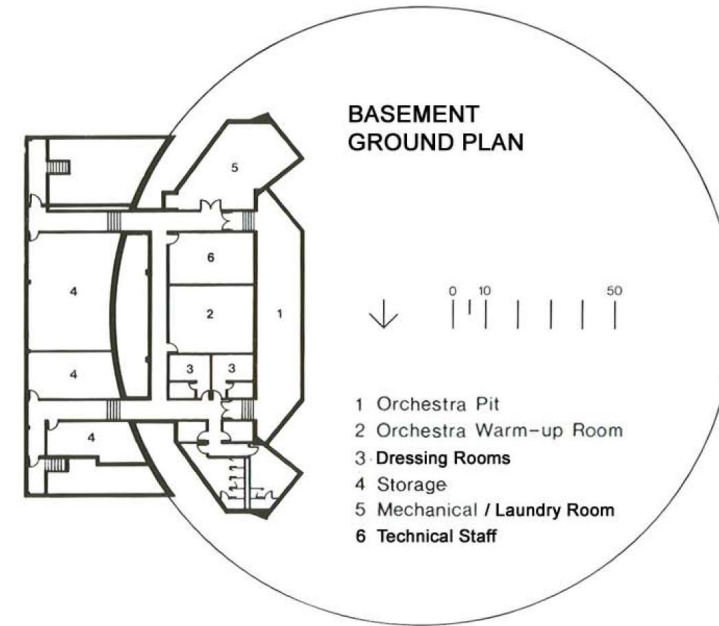 BASEMENT
GROUND PLAN
5
6
4
2
1
4
3 3
4
0 10 50
1 Orchestra Pit
2 Orchestra Warm-up Room
3 Dressing Rooms
4 Storage
5 Mechanical / Laundry Room
6 Technical Staff